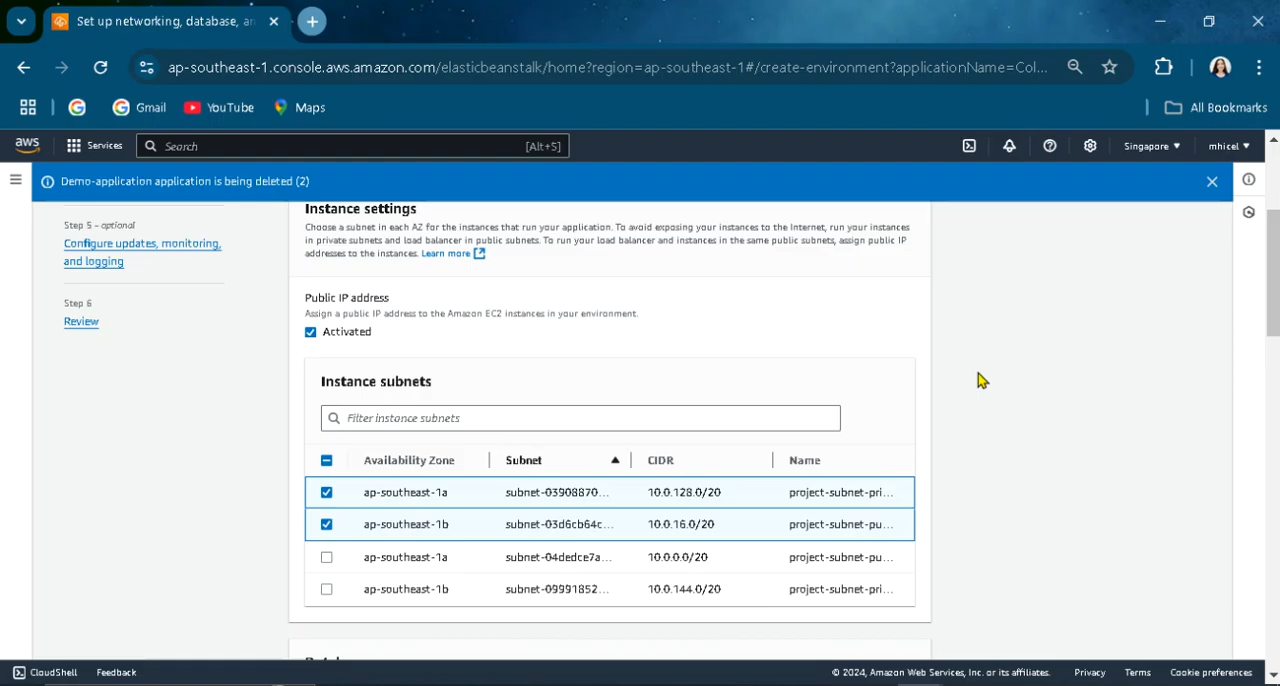 Set up networking, database, an
ap-southeast-1.console.aws.amazon.com/elasticbeanstalk/home?region=ap-southeast-1#/create-environment?applicationName=Col...
Gmail
YouTube
Maps
All Bookmarks
aws
Services
Search
[Alt+S]
Singapore
mhicel
Demo-application application is being deleted (2)
Step 5 - optional
Configure updates, monitoring,
and logging
Step 6
Review
Instance settings
Choose a subnet in each AZ for the instances that run your application. To avoid exposing your instances to the Internet, run your instances
in private subnets and load balancer in public subnets. To run your load balancer and instances in the same public subnets, assign public IP
addresses to the instances. Learn more
Public IP address
Assign a public IP address to the Amazon EC2 instances in your environment.
Activated
Instance subnets
Filter instance subnets
Availability Zone Subnet CIDR Name
ap-southeast-1a subnet-03908870... 10.0.128.0/20 project-subnet-pri...
ap-southeast-1b subnet-03d6cb64c... 10.0.16.0/20 project-subnet-pu...
ap-southeast-1a subnet-04dedce7a... 10.0.0.0/20 project-subnet-pu...
ap-southeast-1b subnet-09991852... 10.0.144.0/20 project-subnet-pri...
CloudShell Feedback © 2024, Amazon Web Services, Inc. or its affiliates. Privacy Terms Cookie preferences